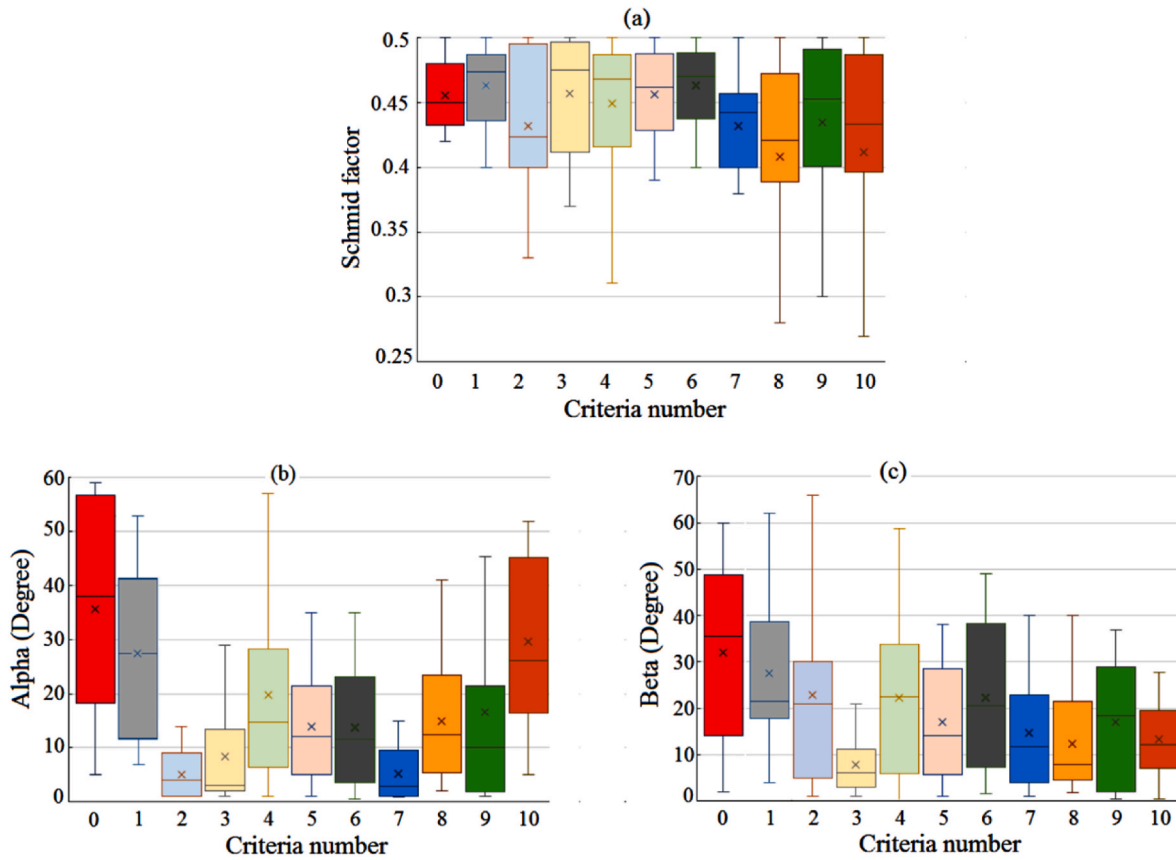 (a)
Schmid factor
0.5
0.45
0.4
0.35
0.3
0.25
0 1 2 3 4 5 6 7 8 9 10
Criteria number
(b)
Alpha (Degree)
60
50
40
30
20
10
0
0 1 2 3 4 5 6 7 8 9 10
Criteria number
(c)
Beta (Degree)
70
60
50
40
30
20
10
0
0 1 2 3 4 5 6 7 8 9 10
Criteria number